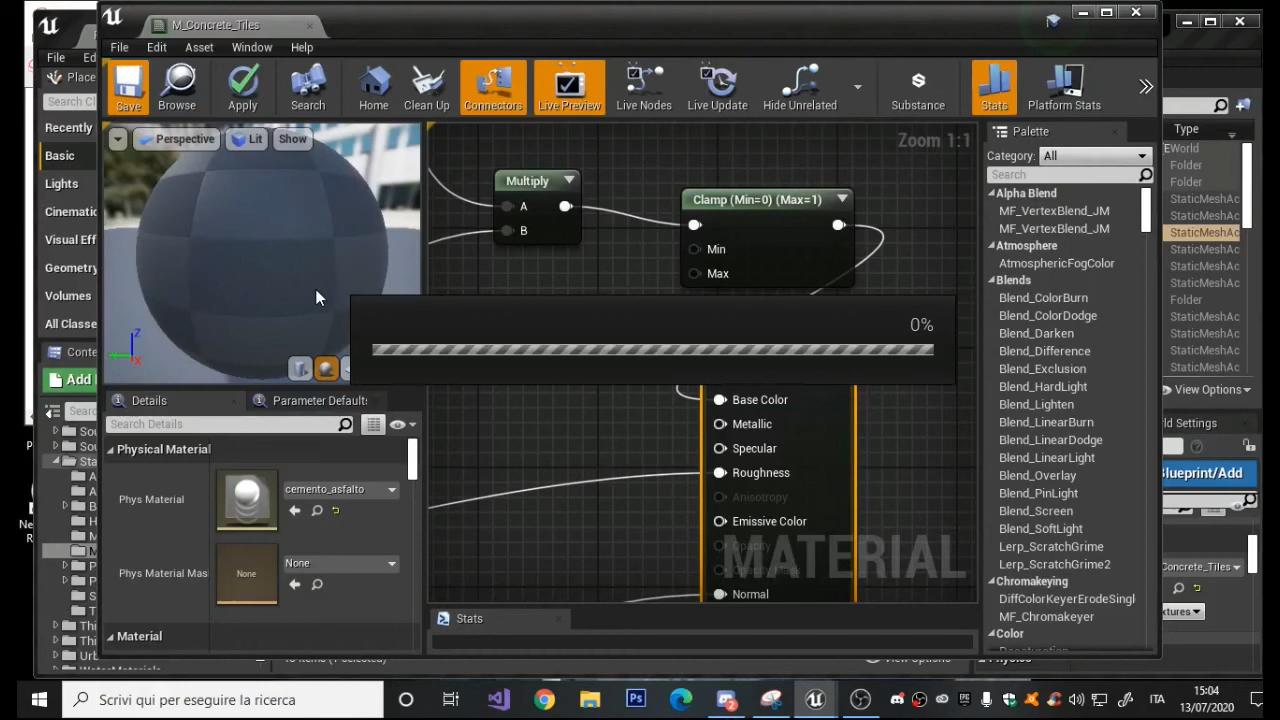 M_Concrete_Tiles
File Edit Asset Window Help
Save Browse Apply Search Home Clean Up Connectors Live Preview Live Nodes Live Update Hide Unrelated Substance Stats Platform Stats
File
Place
Recently
Basic
Lights
Cinematic
Visual Eff
Geometry
Volumes
All Classe
Conte
Add
Perspective Lit Show
Zoom 1:1
Multiply
A
B
Clamp (Min=0) (Max=1)
Min
Max
0%
Base Color
Metallic
Specular
Roughness
Anisotropy
Emissive Color
Normal
MATERIAL
Details Parameter Defaults
Search Details
Physical Material
Phys Material
cemento_asfalto
Phys Material Mas
None
None
Material
Stats
Palette
Category: All
Search
Alpha Blend
MF_VertexBlend_JM
MF_VertexBlend_JM
Atmosphere
AtmosphericFogColor
Blends
Blend_ColorBurn
Blend_ColorDodge
Blend_Darken
Blend_Difference
Blend_Exclusion
Blend_HardLight
Blend_Lighten
Blend_LinearBurn
Blend_LinearDodge
Blend_LinearLight
Blend_Overlay
Blend_PinLight
Blend_Screen
Blend_SoftLight
Lerp_ScratchGrime
Lerp_ScratchGrime2
Chromakeying
DiffColorKeyerErodeSingl
MF_Chromakeyer
Color
Type
EWorld
Folder
Folder
StaticMeshAc
StaticMeshAc
StaticMeshAc
StaticMeshAc
StaticMeshAc
StaticMeshAc
Folder
StaticMeshAc
StaticMeshAc
StaticMeshAc
StaticMeshAc
View Options
ld Settings
Blueprint/Add
Concrete_Tiles
xtures
Scrivi qui per eseguire la ricerca
ITA
15:04
13/07/2020